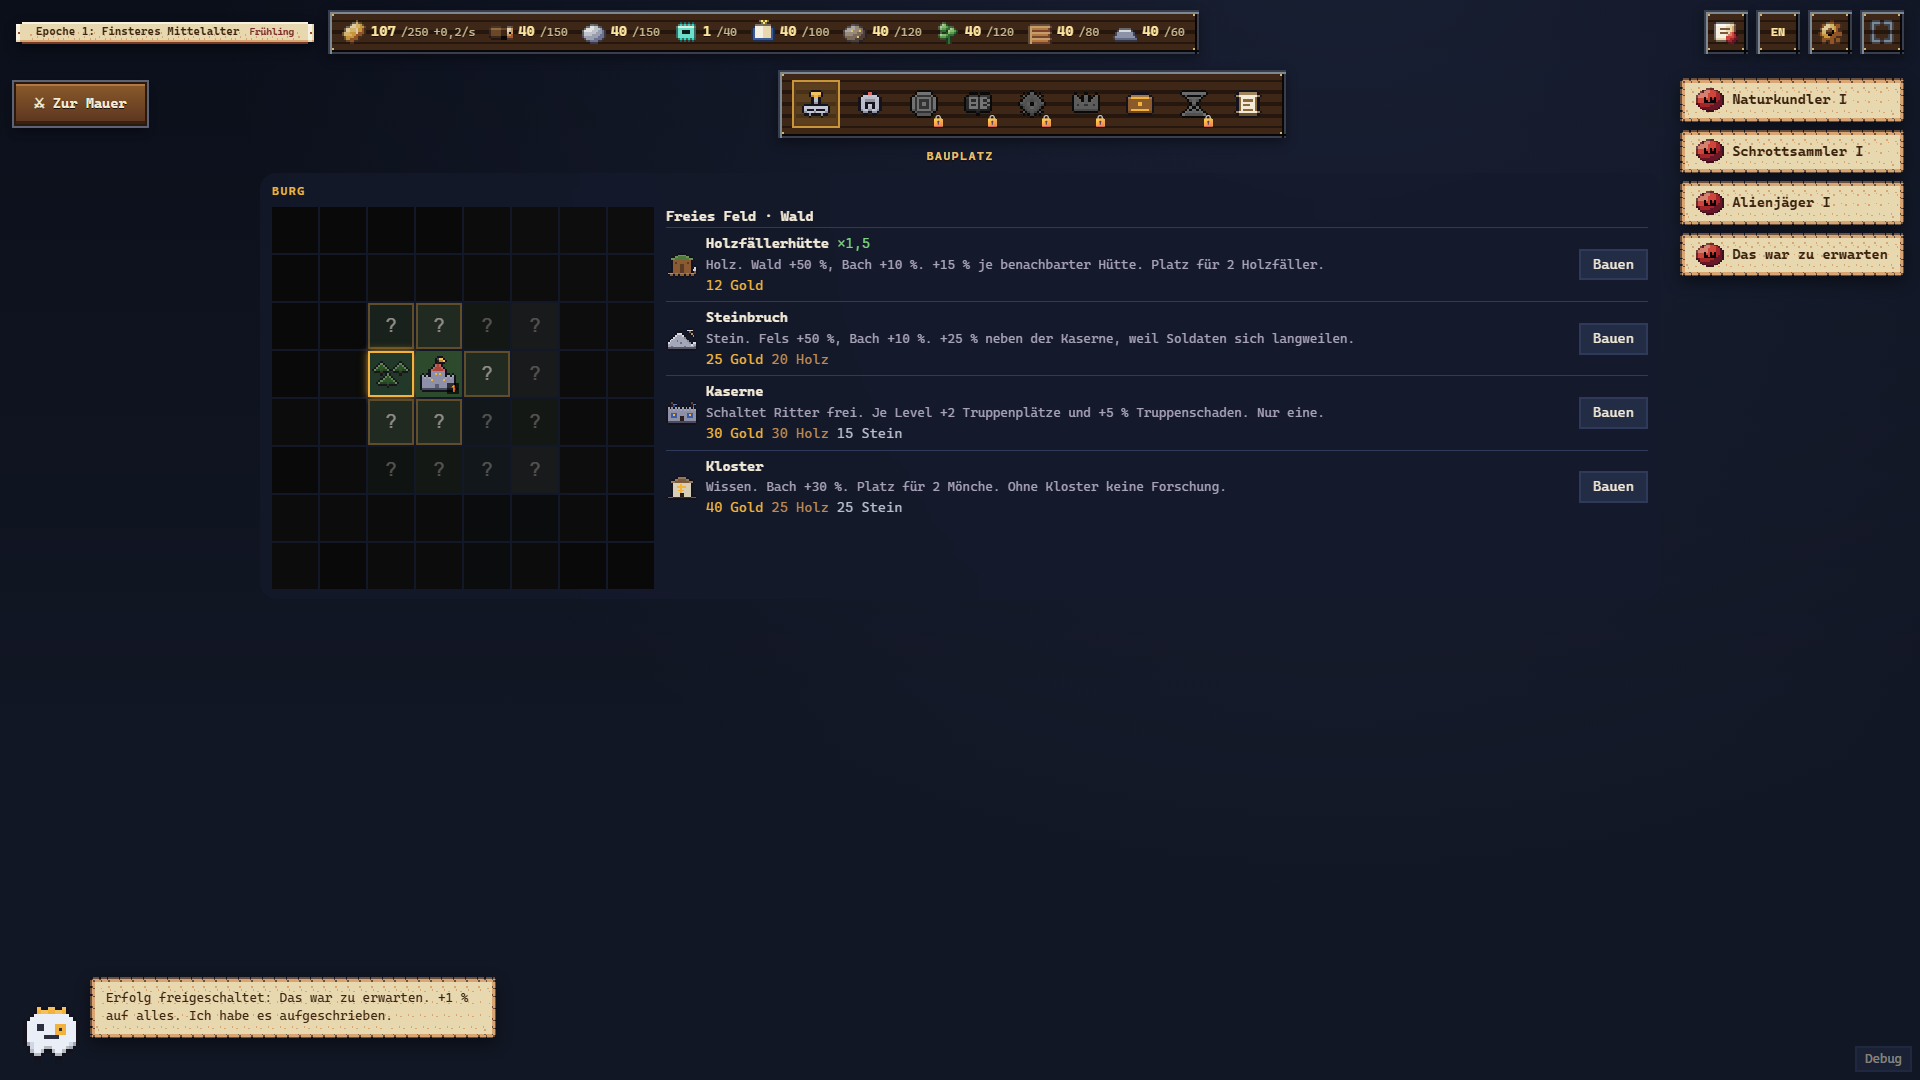 Epoche 1: Finsteres Mittelalter Frühling
107 /250 +0,2/s 40 /150 40 /150 1 /40 40 /100 40 /120 40 /120 40 /80 40 /60
EN
Zur Mauer
BAUPLATZ
Naturkundler I
Schrottsammler I
Alienjäger I
Das war zu erwarten
BURG
? ? ? ?
1 ? ?
? ? ? ?
? ? ? ?
Freies Feld · Wald
Holzfällerhütte ×1,5
Holz. Wald +50 %, Bach +10 %. +15 % je benachbarter Hütte. Platz für 2 Holzfäller.
12 Gold
Bauen
Steinbruch
Stein. Fels +50 %, Bach +10 %. +25 % neben der Kaserne, weil Soldaten sich langweilen.
25 Gold 20 Holz
Bauen
Kaserne
Schaltet Ritter frei. Je Level +2 Truppenplätze und +5 % Truppenschaden. Nur eine.
30 Gold 30 Holz 15 Stein
Bauen
Kloster
Wissen. Bach +30 %. Platz für 2 Mönche. Ohne Kloster keine Forschung.
40 Gold 25 Holz 25 Stein
Bauen
Erfolg freigeschaltet: Das war zu erwarten. +1 %
auf alles. Ich habe es aufgeschrieben.
Debug